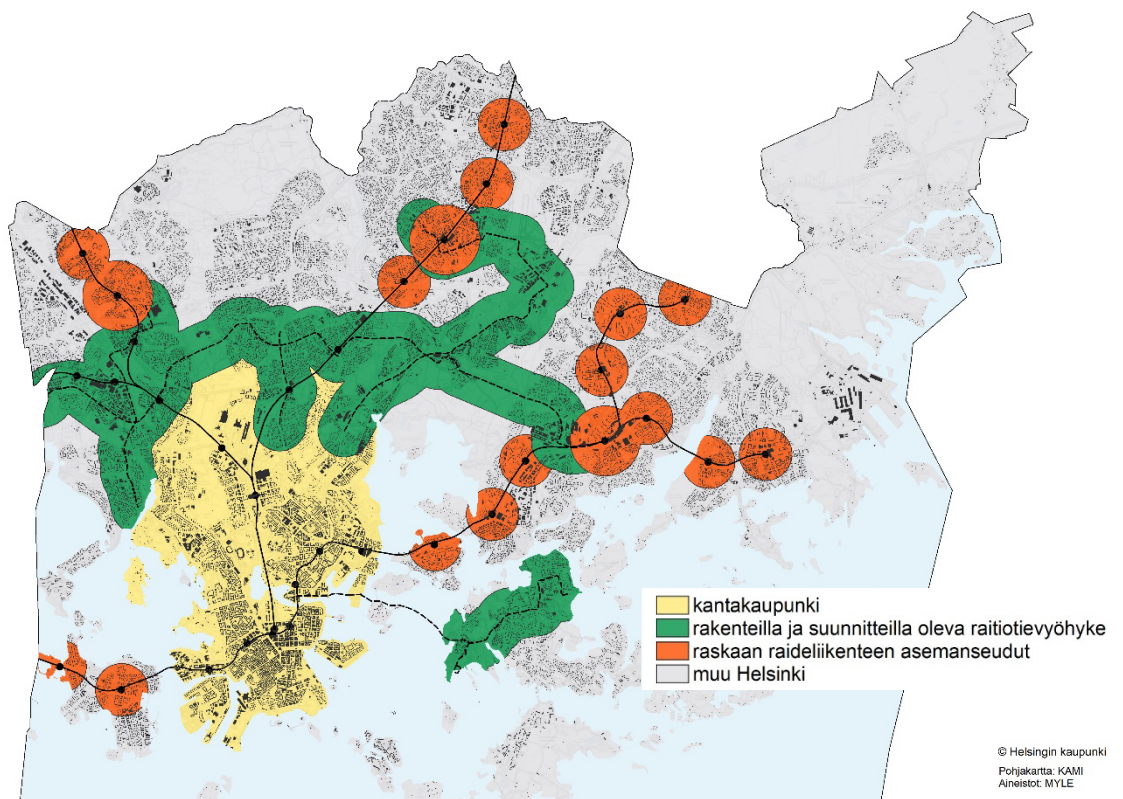 kantakaupunki
rakenteilla ja suunnitteilla oleva raitiotievyöhyke
raskaan raideliikenteen asemanseudut
muu Helsinki
© Helsingin kaupunki
Pohjakartta: KAMI
Aineistot: MYLE